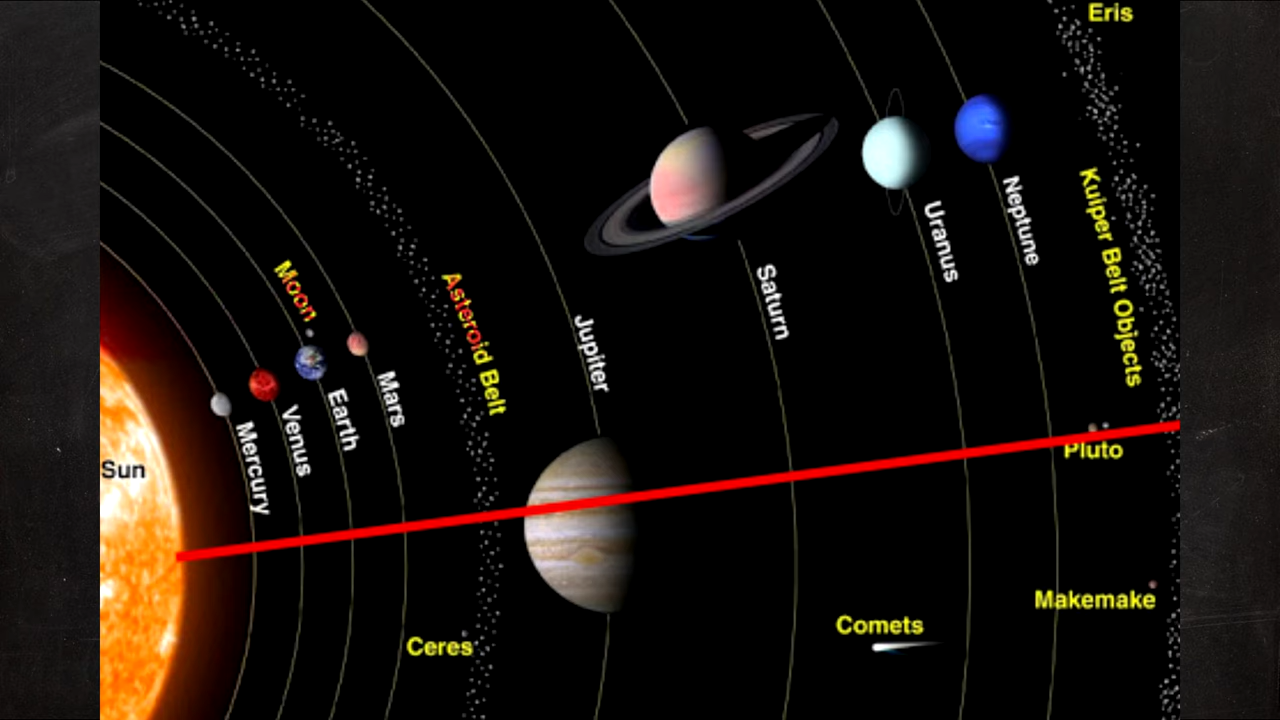 Eris
Moon
Asteroid Belt
Kuiper Belt Objects
Sun
Mercury
Venus
Earth
Mars
Jupiter
Saturn
Uranus
Neptune
Pluto
Ceres
Comets
Makemake